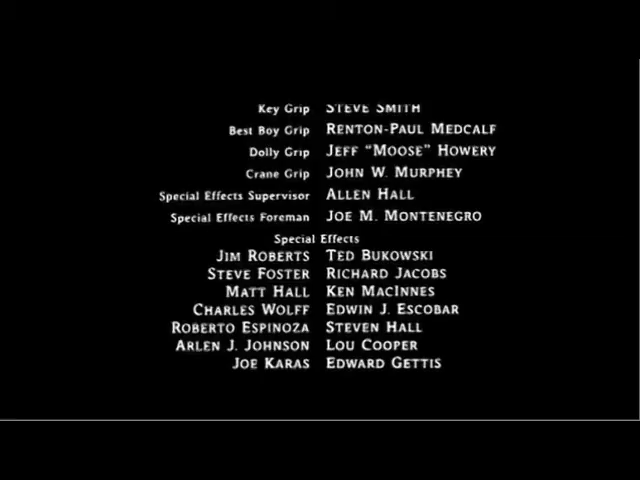 Key Grip STEVE SMITH
Best Boy Grip RENTON-PAUL MEDCALF
Dolly Grip JEFF "MOOSE" HOWERY
Crane Grip JOHN W. MURPHEY
Special Effects Supervisor ALLEN HALL
Special Effects Foreman JOE M. MONTENEGRO
Special Effects
JIM ROBERTS TED BUKOWSKI
STEVE FOSTER RICHARD JACOBS
MATT HALL KEN MACINNES
CHARLES WOLFF EDWIN J. ESCOBAR
ROBERTO ESPINOZA STEVEN HALL
ARLEN J. JOHNSON LOU COOPER
JOE KARAS EDWARD GETTIS